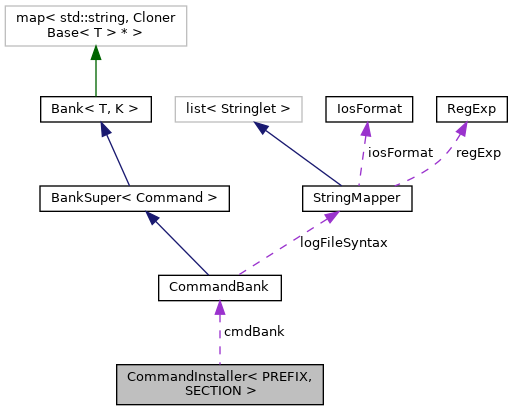 map< std::string, Cloner
Base< T > * >
Bank< T, K >
list< Stringlet >
IosFormat
RegExp
iosFormat
regExp
BankSuper< Command >
StringMapper
logFileSyntax
CommandBank
cmdBank
CommandInstaller< PREFIX,
SECTION >